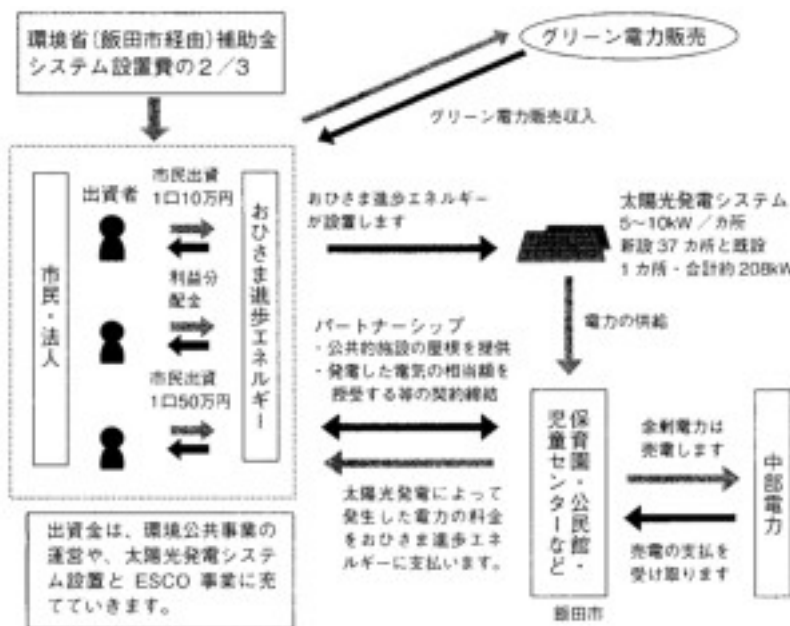 環境省(飯田市経由)補助金
システム設置費の2/3
グリーン電力販売
グリーン電力販売収入
市民・法人
出資者
市民出資
1口10万円
利益分
配金
市民出資
1口50万円
おひさま進歩エネルギー
おひさま進歩エネルギー
が設置します
太陽光発電システム
5~10kW/カ所
新設37カ所と既設
1カ所・合計約208kW
電力の供給
パートナーシップ
・公共的施設の屋根を提供
・発電した電気の相当額を
授受する等の契約締結
太陽光発電によって
発生した電力の料金
をおひさま進歩エネ
ルギーに支払います。
保育園・公民館・
児童センターなど
飯田市
余剰電力は
売電します
売電の支払を
受け取ります
中部電力
出資金は、環境公共事業の
運営や、太陽光発電システ
ム設置と ESCO 事業に充
てていきます。